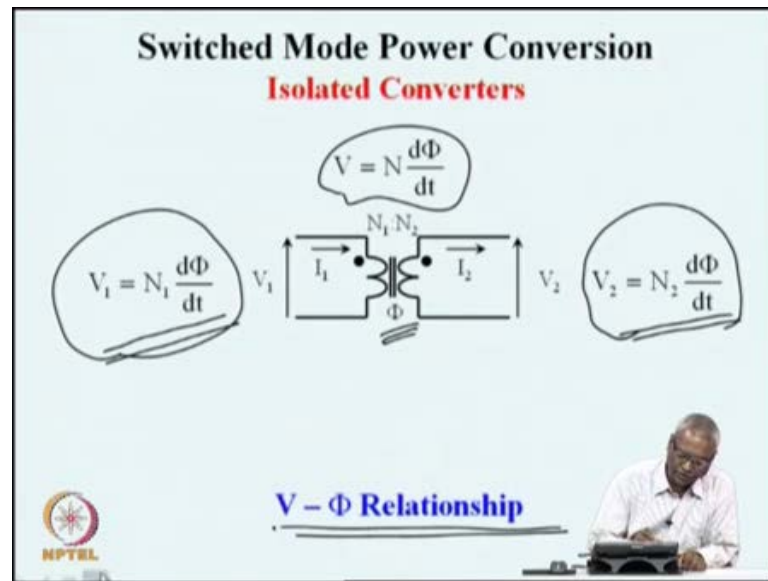 Switched Mode Power Conversion
Isolated Converters
V = N dΦ/dt
N₁:N₂
V₁ = N₁ dΦ/dt
V₁
I₁
I₂
V₂
V₂ = N₂ dΦ/dt
Φ
V – Φ Relationship
NPTEL